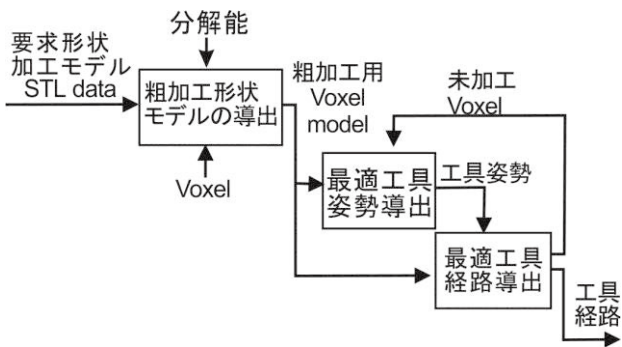 分解能
要求形状
加工モデル
STL data
粗加工形状
モデルの導出
Voxel
粗加工用
Voxel
model
未加工
Voxel
最適工具
姿勢導出
工具姿勢
最適工具
経路導出
工具
経路